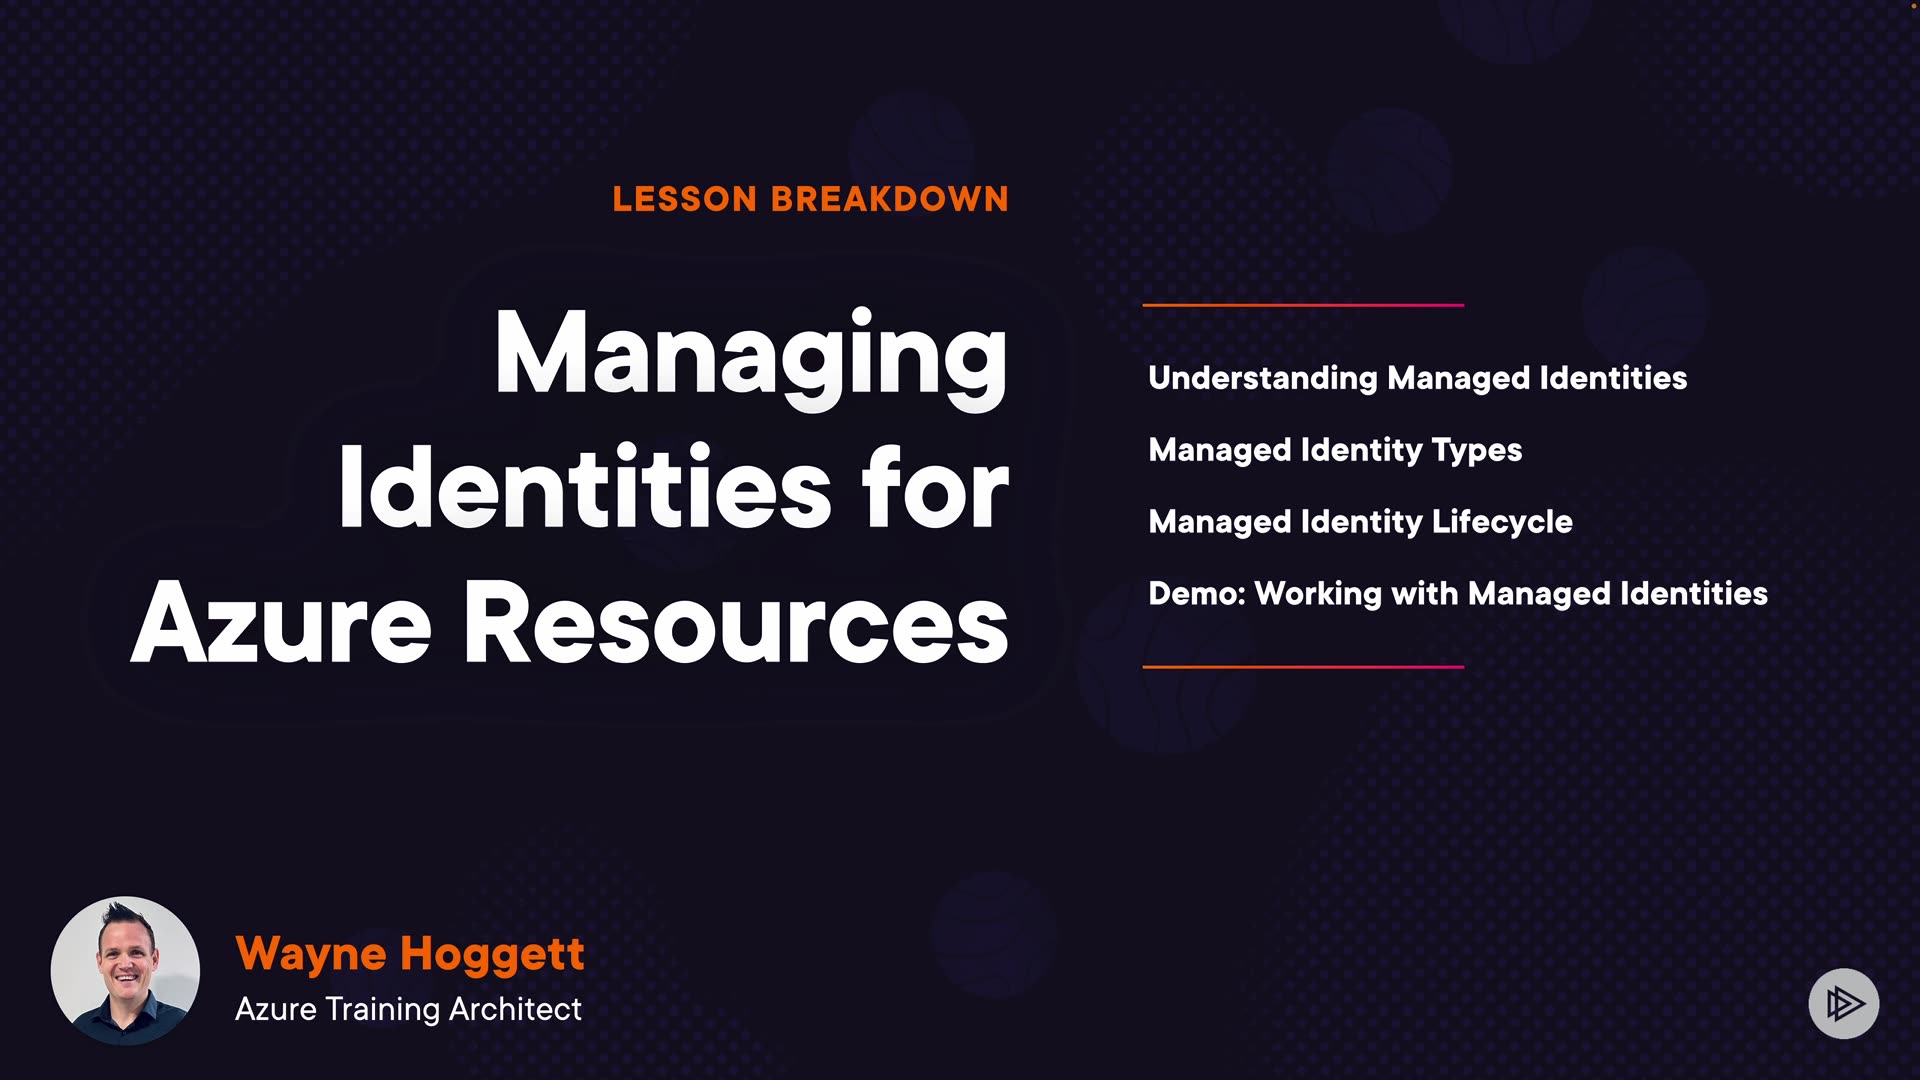 LESSON BREAKDOWN
Managing
Identities for
Azure Resources
Understanding Managed Identities
Managed Identity Types
Managed Identity Lifecycle
Demo: Working with Managed Identities
Wayne Hoggett
Azure Training Architect